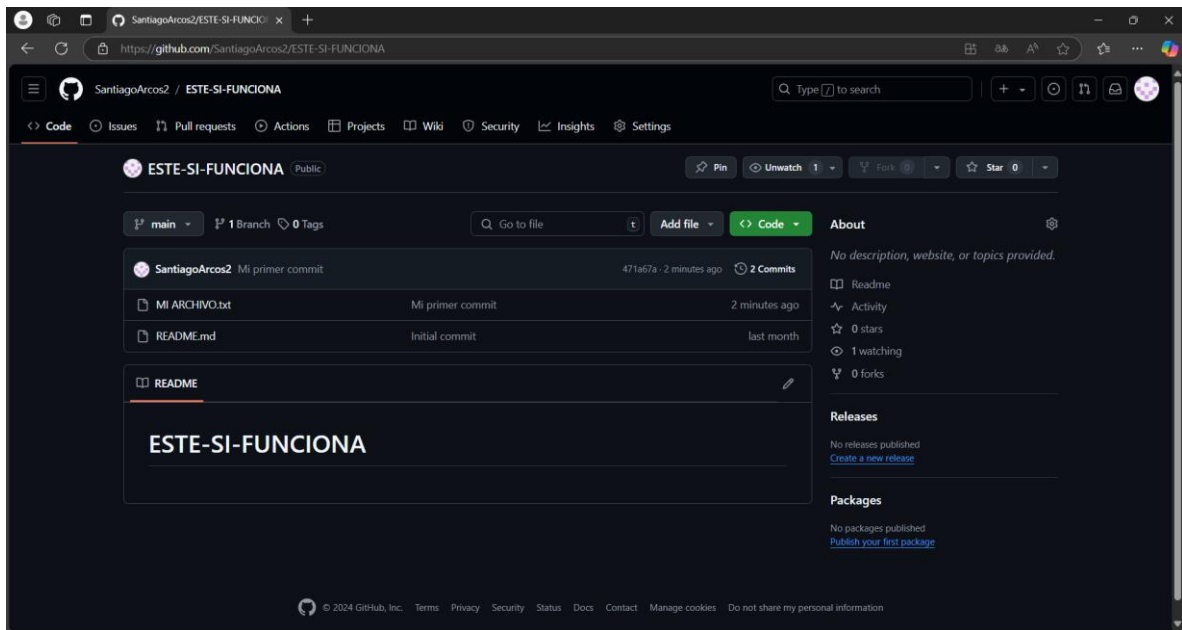 SantiagoArcos2/ESTE-SI-FUNCIO
https://github.com/SantiagoArcos2/ESTE-SI-FUNCIONA
SantiagoArcos2 / ESTE-SI-FUNCIONA
Type / to search
Code Issues Pull requests Actions Projects Wiki Security Insights Settings
ESTE-SI-FUNCIONA Public
Pin Unwatch 1 Fork 0 Star 0
main 1 Branch 0 Tags Go to file t Add file Code
SantiagoArcos2 Mi primer commit 471a67a · 2 minutes ago 2 Commits
MI ARCHIVO.txt Mi primer commit 2 minutes ago
README.md Initial commit last month
README
ESTE-SI-FUNCIONA
About
No description, website, or topics provided.
Readme
Activity
0 stars
1 watching
0 forks
Releases
No releases published
Create a new release
Packages
No packages published
Publish your first package
© 2024 GitHub, Inc. Terms Privacy Security Status Docs Contact Manage cookies Do not share my personal information